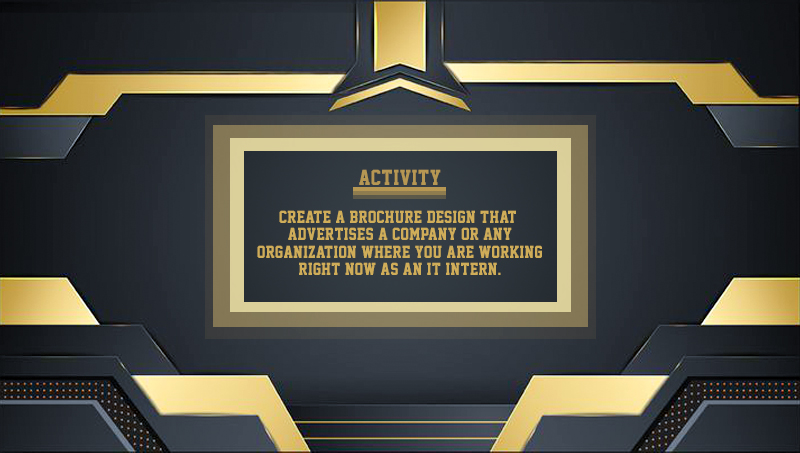 ACTIVITY
CREATE A BROCHURE DESIGN THAT
ADVERTISES A COMPANY OR ANY
ORGANIZATION WHERE YOU ARE WORKING
RIGHT NOW AS AN IT INTERN.